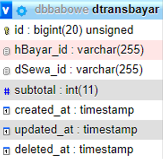 dbbabowe dtransbayar
id : bigint(20) unsigned
hBayar_id : varchar(255)
dSewa_id : varchar(255)
# subtotal : int(11)
created_at : timestamp
updated_at : timestamp
deleted_at : timestamp